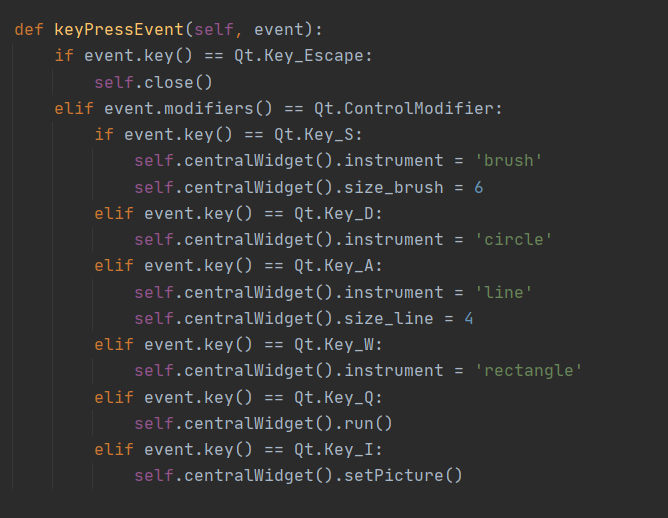 def keyPressEvent(self, event):
    if event.key() == Qt.Key_Escape:
        self.close()
    elif event.modifiers() == Qt.ControlModifier:
        if event.key() == Qt.Key_S:
            self.centralWidget().instrument = 'brush'
            self.centralWidget().size_brush = 6
        elif event.key() == Qt.Key_D:
            self.centralWidget().instrument = 'circle'
        elif event.key() == Qt.Key_A:
            self.centralWidget().instrument = 'line'
            self.centralWidget().size_line = 4
        elif event.key() == Qt.Key_W:
            self.centralWidget().instrument = 'rectangle'
        elif event.key() == Qt.Key_Q:
            self.centralWidget().run()
        elif event.key() == Qt.Key_I:
            self.centralWidget().setPicture()